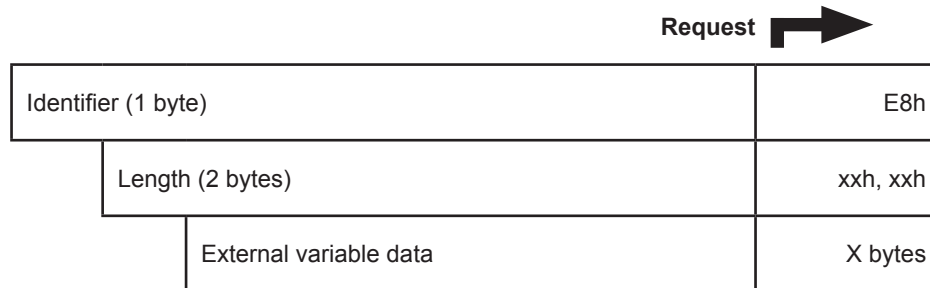 Request
Identifier (1 byte) E8h
Length (2 bytes) xxh, xxh
External variable data X bytes